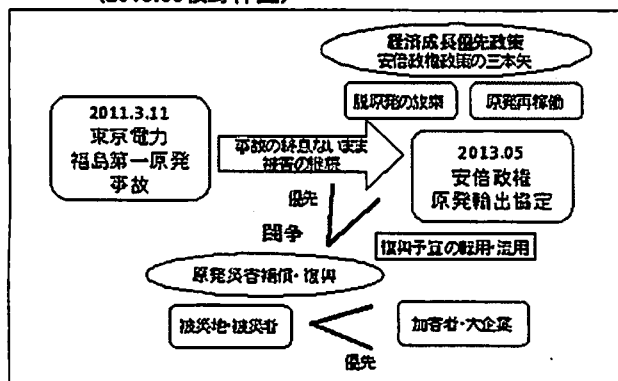 経済成長優先政策
安倍政権政策の三本矢
脱原発の放棄
原発再稼働
2011.3.11
東京電力
福島第一原発
事故
事故の終息ないまま
被害の継続
2013.05
安倍政権
原発輸出協定
優先
闘争
復興予算の転用・流用
原発災害補償・復興
被災地・被災者
加害者・大企業
優先